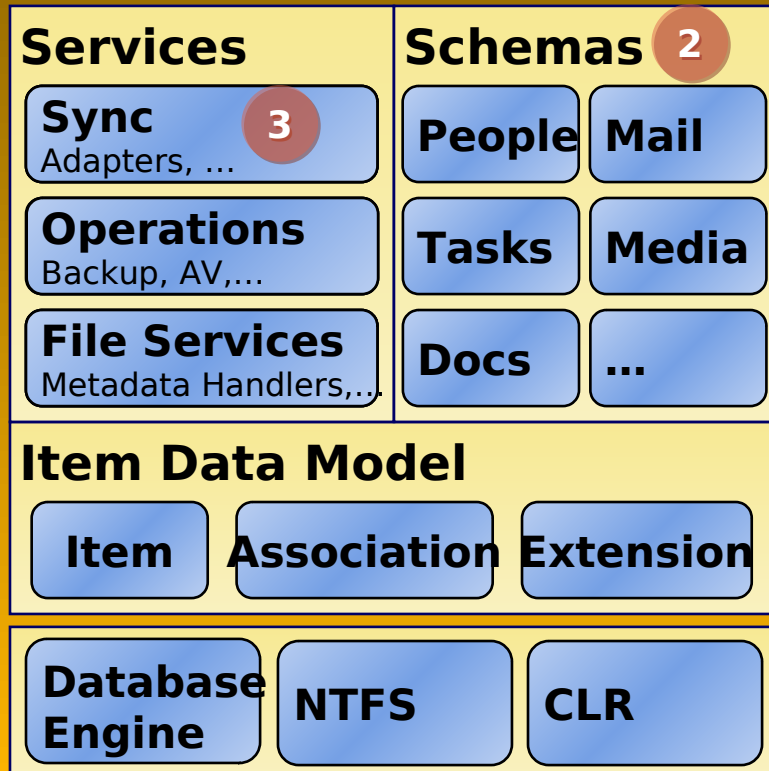 Services
Sync
3
Adapters, ...
Operations
Backup, AV,...
File Services
Metadata Handlers,...
Schemas
2
People
Mail
Tasks
Media
Docs
...
Item Data Model
Item
Association
Extension
Database
Engine
NTFS
CLR